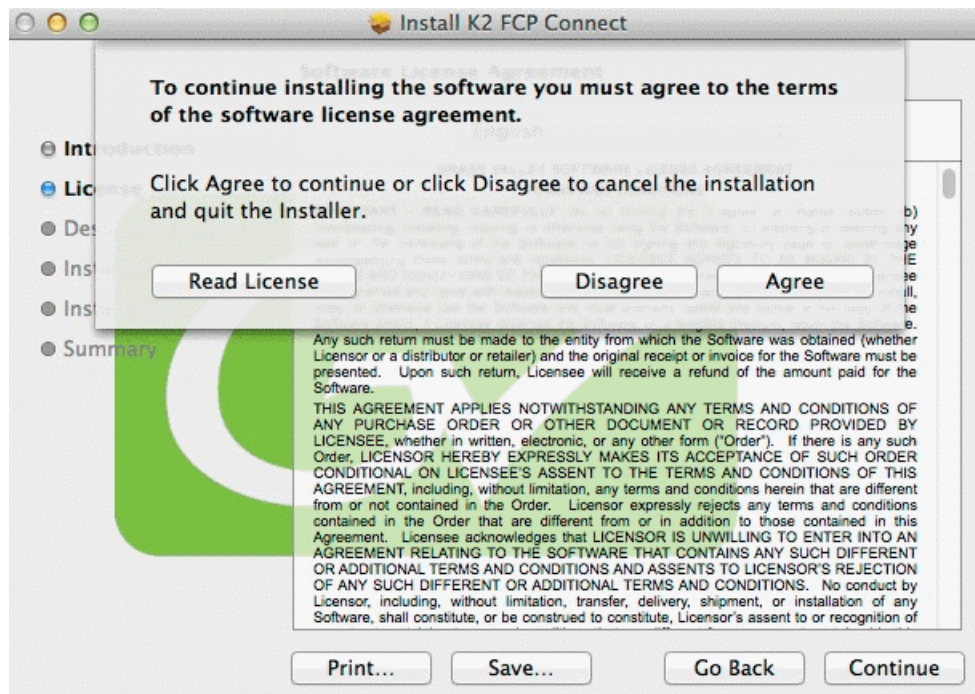 Install K2 FCP Connect
Software License Agreement
To continue installing the software you must agree to the terms
of the software license agreement.
English
Introduction
License
Click Agree to continue or click Disagree to cancel the installation
and quit the Installer.
Des
Inst
Inst
Summary
Read License
Disagree
Agree
Any such return must be made to the entity from which the Software was obtained (whether
Licensor or a distributor or retailer) and the original receipt or invoice for the Software must be
presented. Upon such return, Licensee will receive a refund of the amount paid for the
Software.
THIS AGREEMENT APPLIES NOTWITHSTANDING ANY TERMS AND CONDITIONS OF
ANY PURCHASE ORDER OR OTHER DOCUMENT OR RECORD PROVIDED BY
LICENSEE, whether in written, electronic, or any other form ("Order"). If there is any such
Order, LICENSOR HEREBY EXPRESSLY MAKES ITS ACCEPTANCE OF SUCH ORDER
CONDITIONAL ON LICENSEE'S ASSENT TO THE TERMS AND CONDITIONS OF THIS
AGREEMENT, including, without limitation, any terms and conditions herein that are different
from or not contained in the Order. Licensor expressly rejects any terms and conditions
contained in the Order that are different from or in addition to those contained in this
Agreement. Licensee acknowledges that LICENSOR IS UNWILLING TO ENTER INTO AN
AGREEMENT RELATING TO THE SOFTWARE THAT CONTAINS ANY SUCH DIFFERENT
OR ADDITIONAL TERMS AND CONDITIONS AND ASSENTS TO LICENSOR'S REJECTION
OF ANY SUCH DIFFERENT OR ADDITIONAL TERMS AND CONDITIONS. No conduct by
Licensor, including, without limitation, transfer, delivery, shipment, or installation of any
Software, shall constitute, or be construed to constitute, Licensor's assent to or recognition of
Print...
Save...
Go Back
Continue